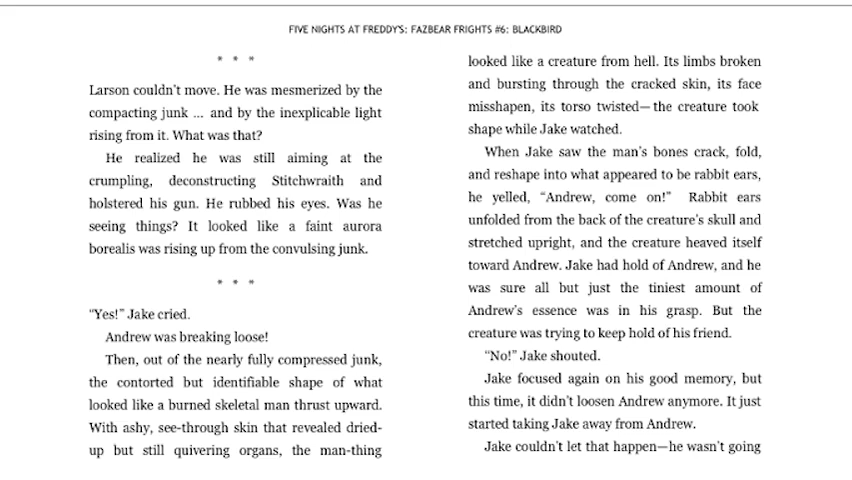 FIVE NIGHTS AT FREDDY'S: FAZBEAR FRIGHTS #6: BLACKBIRD
* * *
Larson couldn't move. He was mesmerized by the
compacting junk ... and by the inexplicable light
rising from it. What was that?
He realized he was still aiming at the
crumpling, deconstructing Stitchwraith and
holstered his gun. He rubbed his eyes. Was he
seeing things? It looked like a faint aurora
borealis was rising up from the convulsing junk.
* * *
“Yes!” Jake cried.
Andrew was breaking loose!
Then, out of the nearly fully compressed junk,
the contorted but identifiable shape of what
looked like a burned skeletal man thrust upward.
With ashy, see-through skin that revealed dried-
up but still quivering organs, the man-thing
looked like a creature from hell. Its limbs broken
and bursting through the cracked skin, its face
misshapen, its torso twisted—the creature took
shape while Jake watched.
When Jake saw the man's bones crack, fold,
and reshape into what appeared to be rabbit ears,
he yelled, “Andrew, come on!” Rabbit ears
unfolded from the back of the creature's skull and
stretched upright, and the creature heaved itself
toward Andrew. Jake had hold of Andrew, and he
was sure all but just the tiniest amount of
Andrew's essence was in his grasp. But the
creature was trying to keep hold of his friend.
“No!” Jake shouted.
Jake focused again on his good memory, but
this time, it didn't loosen Andrew anymore. It just
started taking Jake away from Andrew.
Jake couldn't let that happen—he wasn't going